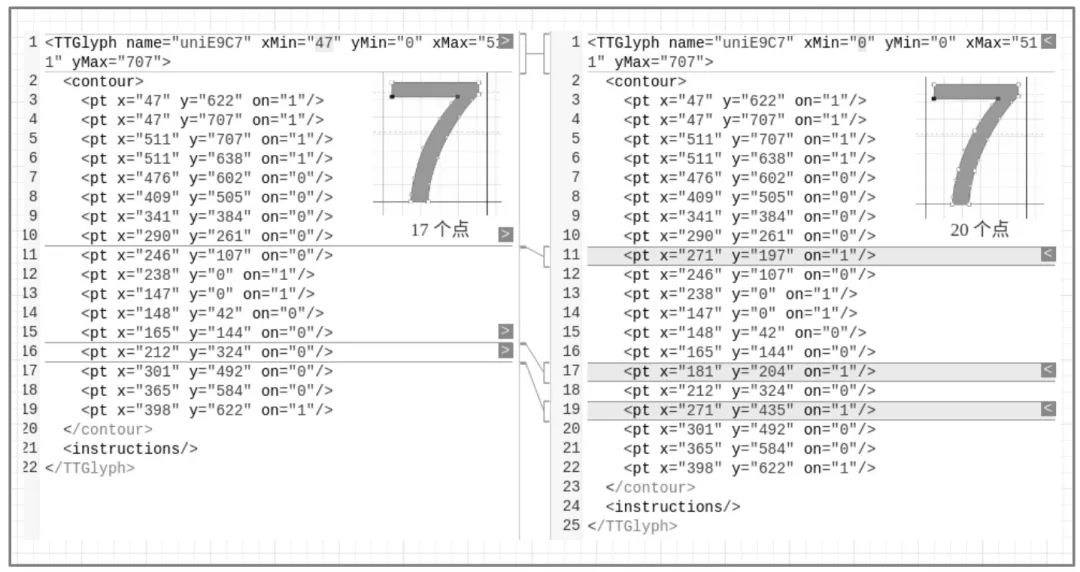 1 <TTGlyph name="uniE9C7" xMin="47" yMin="0" xMax="51
1" yMax="707">
2 <contour>
3 <pt x="47" y="622" on="1"/>
4 <pt x="47" y="707" on="1"/>
5 <pt x="511" y="707" on="1"/>
6 <pt x="511" y="638" on="1"/>
7 <pt x="476" y="602" on="0"/>
8 <pt x="409" y="505" on="0"/>
9 <pt x="341" y="384" on="0"/>
10 <pt x="290" y="261" on="0"/>
11 <pt x="246" y="107" on="0"/>
12 <pt x="238" y="0" on="1"/>
13 <pt x="147" y="0" on="1"/>
14 <pt x="148" y="42" on="0"/>
15 <pt x="165" y="144" on="0"/>
16 <pt x="212" y="324" on="0"/>
17 <pt x="301" y="492" on="0"/>
18 <pt x="365" y="584" on="0"/>
19 <pt x="398" y="622" on="1"/>
20 </contour>
21 <instructions/>
22 </TTGlyph>
7
17 个点
1 <TTGlyph name="uniE9C7" xMin="0" yMin="0" xMax="51
1" yMax="707">
2 <contour>
3 <pt x="47" y="622" on="1"/>
4 <pt x="47" y="707" on="1"/>
5 <pt x="511" y="707" on="1"/>
6 <pt x="511" y="638" on="1"/>
7 <pt x="476" y="602" on="0"/>
8 <pt x="409" y="505" on="0"/>
9 <pt x="341" y="384" on="0"/>
10 <pt x="290" y="261" on="0"/>
11 <pt x="271" y="197" on="1"/>
12 <pt x="246" y="107" on="0"/>
13 <pt x="238" y="0" on="1"/>
14 <pt x="147" y="0" on="1"/>
15 <pt x="148" y="42" on="0"/>
16 <pt x="165" y="144" on="0"/>
17 <pt x="181" y="204" on="1"/>
18 <pt x="212" y="324" on="0"/>
19 <pt x="271" y="435" on="1"/>
20 <pt x="301" y="492" on="0"/>
21 <pt x="365" y="584" on="0"/>
22 <pt x="398" y="622" on="1"/>
23 </contour>
24 <instructions/>
25 </TTGlyph>
7
20 个点